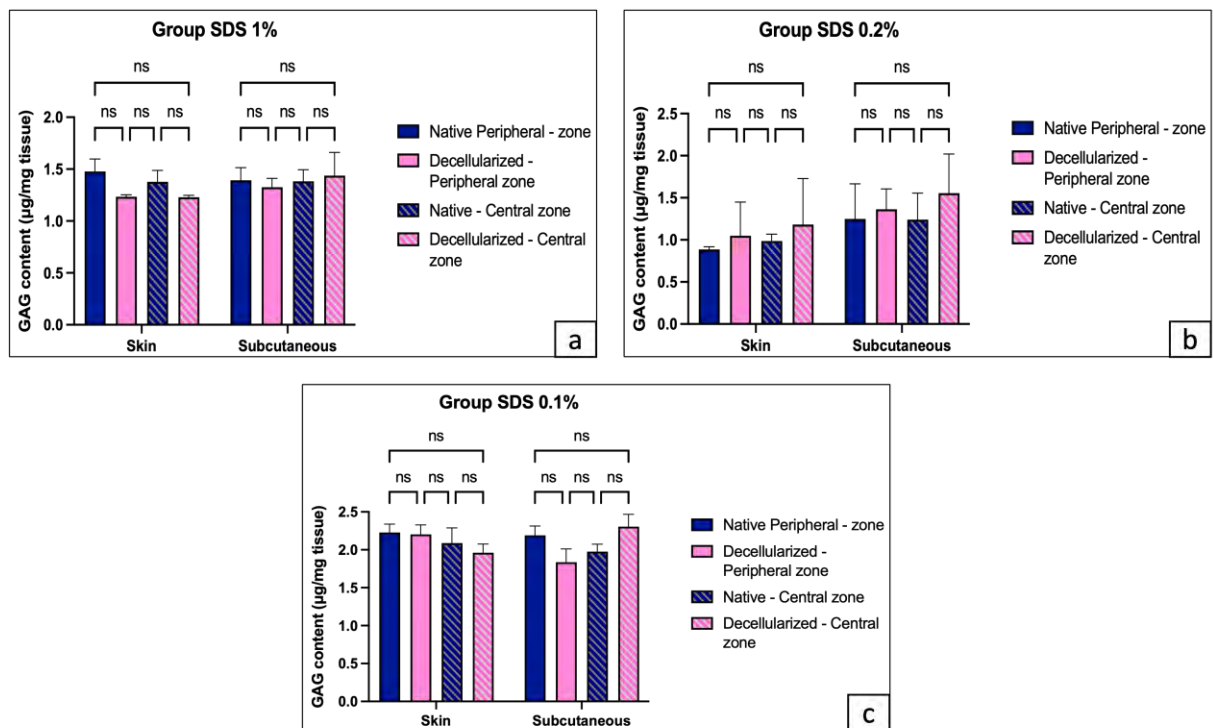 Group SDS 1%
ns
ns
ns ns ns
ns ns ns
GAG content (µg/mg tissue)
2.0
1.5
1.0
0.5
0.0
Skin
Subcutaneous
Native Peripheral - zone
Decellularized -
Peripheral zone
Native - Central zone
Decellularized - Central
zone
a
Group SDS 0.2%
ns
ns
ns ns ns
ns ns ns
GAG content (µg/mg tissue)
2.5
2.0
1.5
1.0
0.5
0.0
Skin
Subcutaneous
Native Peripheral - zone
Decellularized -
Peripheral zone
Native - Central zone
Decellularized - Central
zone
b
Group SDS 0.1%
ns
ns
ns ns ns
ns ns ns
GAG content (µg/mg tissue)
2.5
2.0
1.5
1.0
0.5
0.0
Skin
Subcutaneous
Native Peripheral - zone
Decellularized -
Peripheral zone
Native - Central zone
Decellularized - Central
zone
c